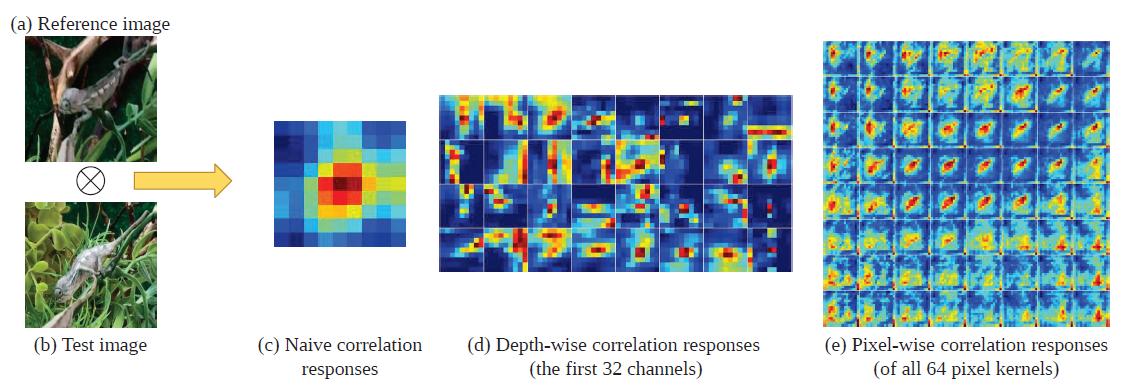 (a) Reference image
(b) Test image
(c) Naive correlation
responses
(d) Depth-wise correlation responses
(the first 32 channels)
(e) Pixel-wise correlation responses
(of all 64 pixel kernels)